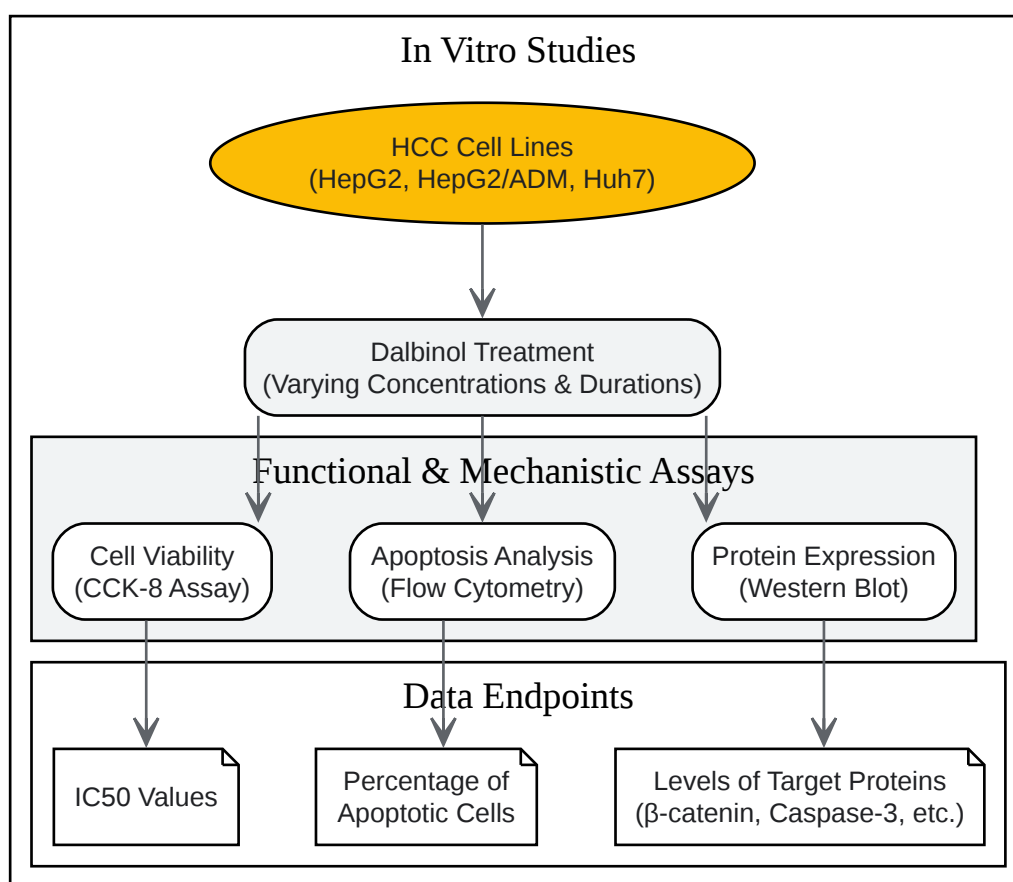 In Vitro Studies
HCC Cell Lines
(HepG2, HepG2/ADM, Huh7)
Dalbinol Treatment
(Varying Concentrations & Durations)
Functional & Mechanistic Assays
Cell Viability
(CCK-8 Assay)
Apoptosis Analysis
(Flow Cytometry)
Protein Expression
(Western Blot)
Data Endpoints
IC50 Values
Percentage of
Apoptotic Cells
Levels of Target Proteins
(β-catenin, Caspase-3, etc.)